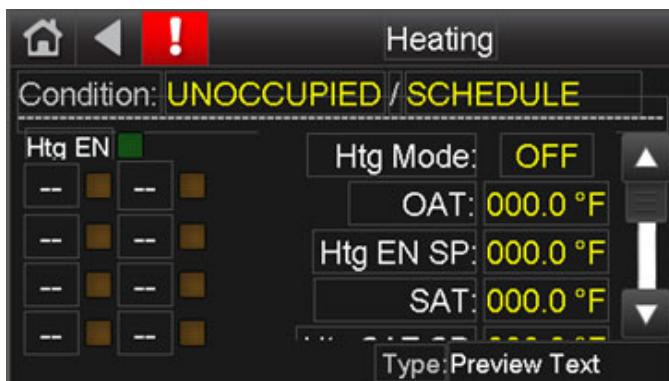 Heating
Condition: UNOCCUPIED / SCHEDULE
Htg EN
Htg Mode: OFF
-- --
OAT: 000.0 °F
-- --
Htg EN SP: 000.0 °F
-- --
SAT: 000.0 °F
-- --
Type: Preview Text